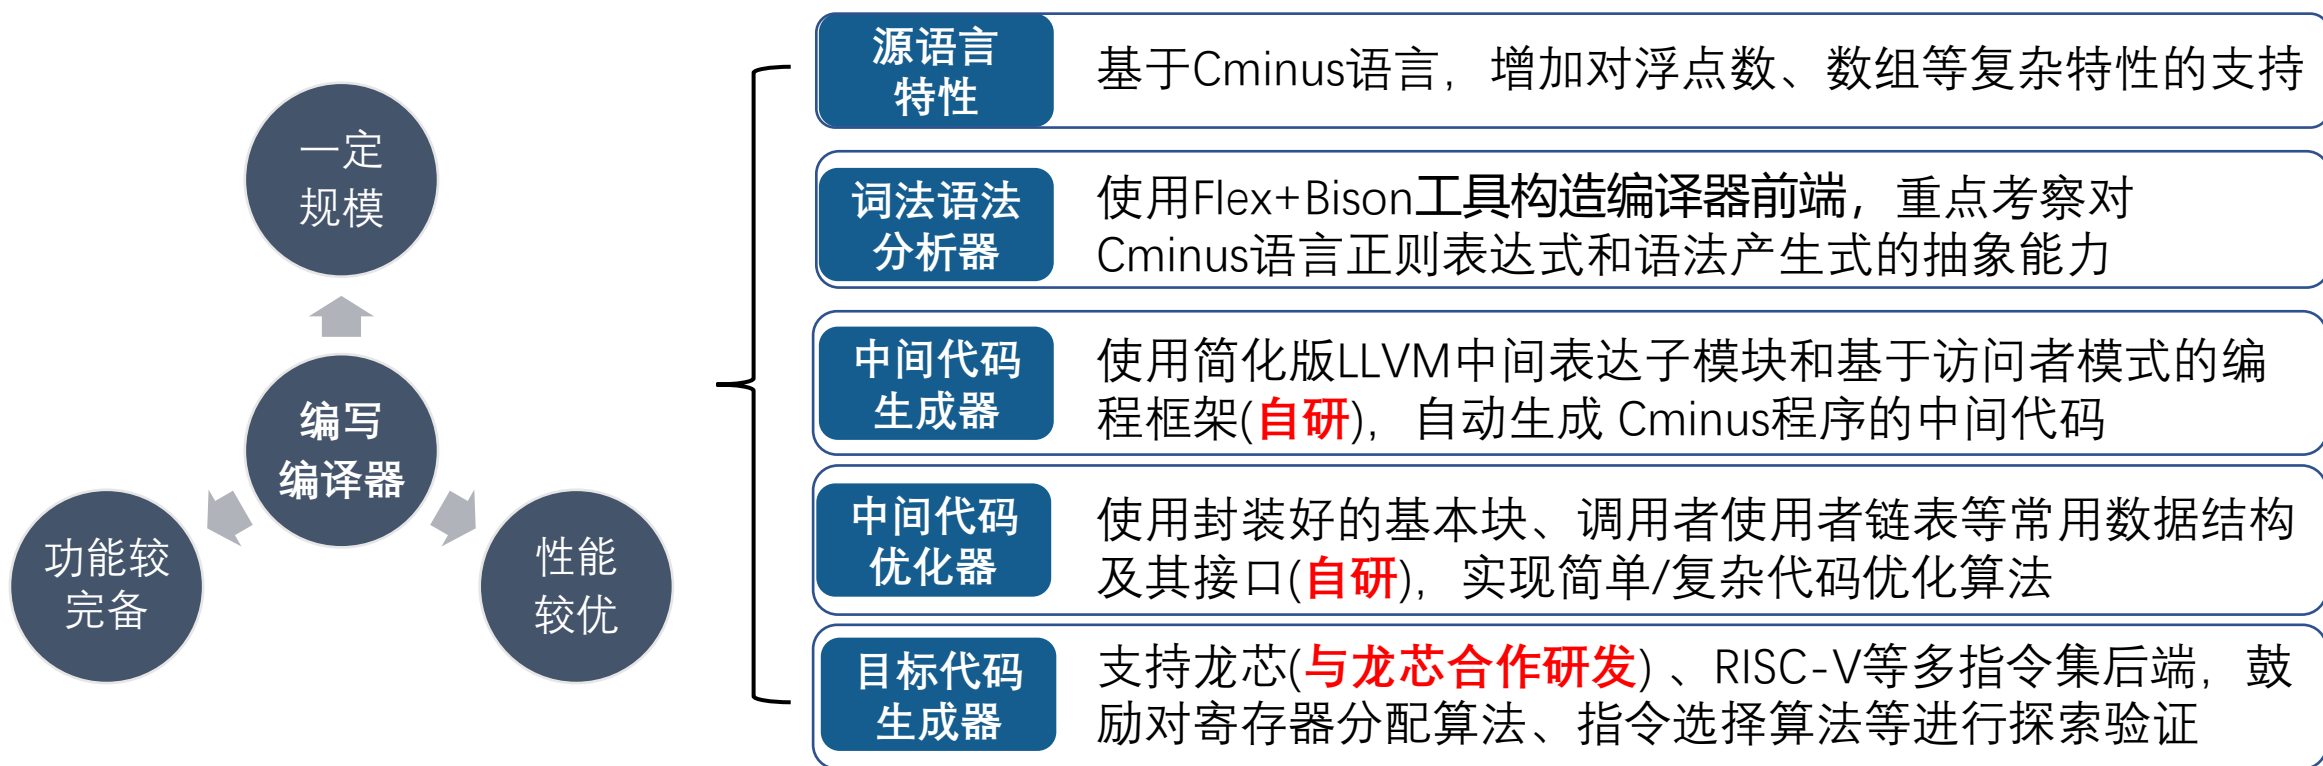 一定
规模
编写
编译器
功能较
完备
性能
较优
源语言
特性
基于Cminus语言，增加对浮点数、数组等复杂特性的支持
词法语法
分析器
使用Flex+Bison工具构造编译器前端，重点考察对
Cminus语言正则表达式和语法产生式的抽象能力
中间代码
生成器
使用简化版LLVM中间表达子模块和基于访问者模式的编
程框架(自研)，自动生成 Cminus程序的中间代码
中间代码
优化器
使用封装好的基本块、调用者使用者链表等常用数据结构
及其接口(自研)，实现简单/复杂代码优化算法
目标代码
生成器
支持龙芯(与龙芯合作研发) 、RISC-V等多指令集后端，鼓
励对寄存器分配算法、指令选择算法等进行探索验证